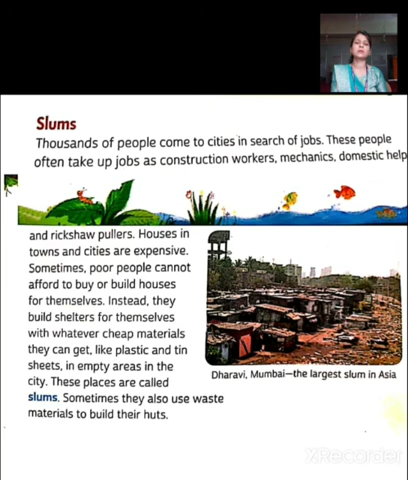 Slums
Thousands of people come to cities in search of jobs. These people
often take up jobs as construction workers, mechanics, domestic help
and rickshaw pullers. Houses in
towns and cities are expensive.
Sometimes, poor people cannot
afford to buy or build houses
for themselves. Instead, they
build shelters for themselves
with whatever cheap materials
they can get, like plastic and tin
sheets, in empty areas in the
city. These places are called
slums. Sometimes they also use waste
materials to build their huts.
Dharavi, Mumbai—the largest slum in Asia
XRecorder